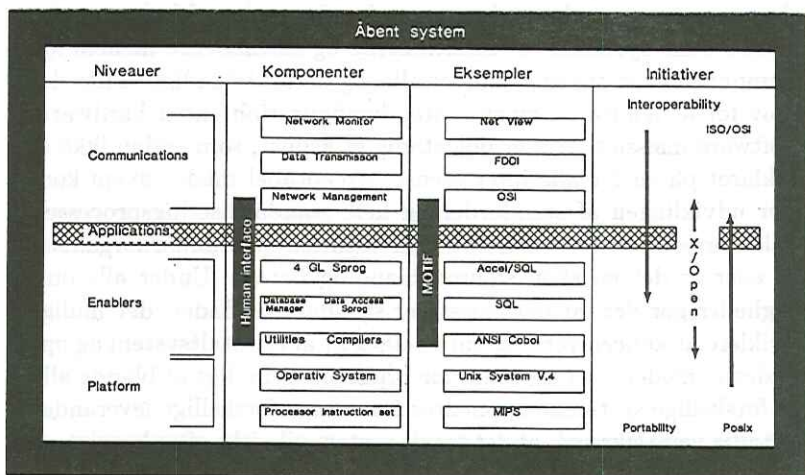 Åbent system
Niveauer
Komponenter
Eksempler
Initiativer
Communications
Network Monitor
Data Transmission
Network Management
Net View
FDDI
OSI
Interoperability
ISO/OSI
Applications
Human interface
MOTIF
X/Open
Enablers
4 GL Sprog
Database Manager
Data Access Sprog
Utilities Compilers
Accel/SQL
SQL
ANSI Cobol
Platform
Operativ System
Processor Instruction set
Unix System V.4
MIPS
Portability
Posix